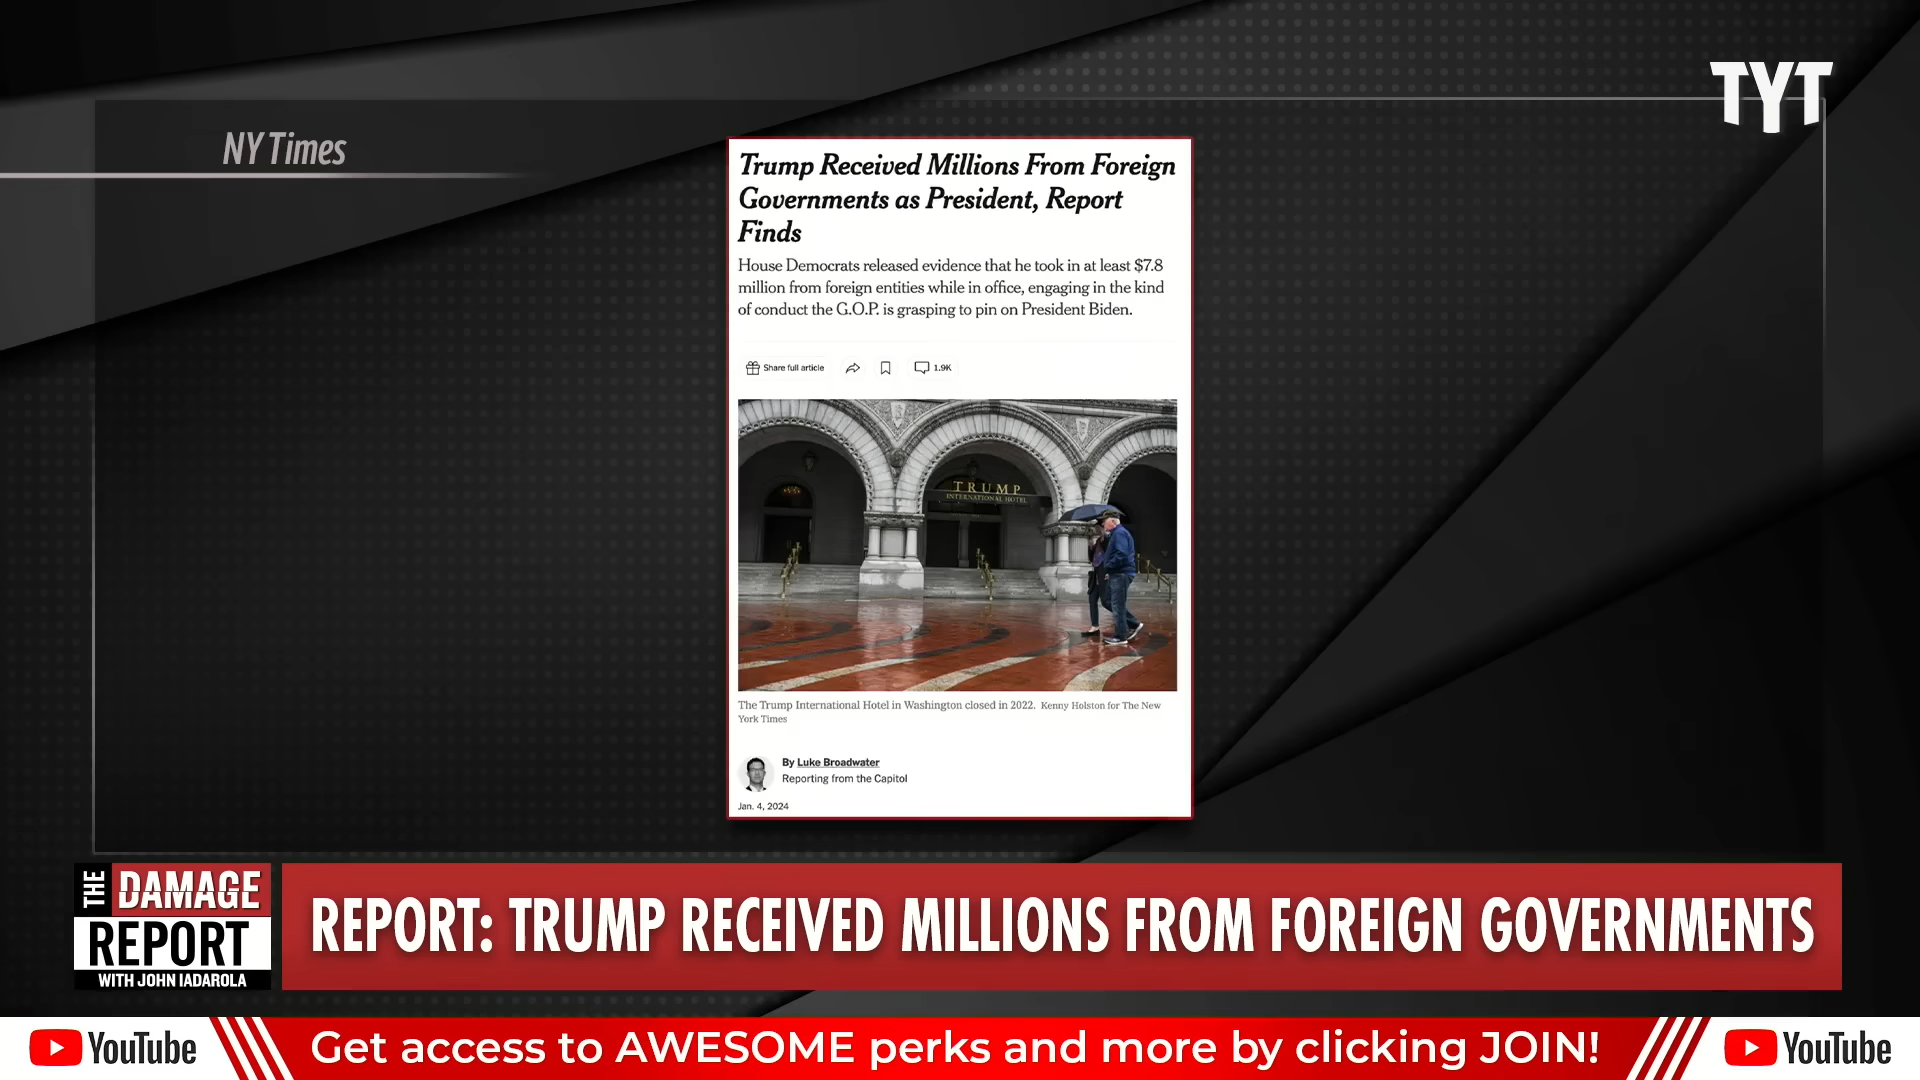 TYT
NY Times
Trump Received Millions From Foreign
Governments as President, Report
Finds
House Democrats released evidence that he took in at least $7.8
million from foreign entities while in office, engaging in the kind
of conduct the G.O.P. is grasping to pin on President Biden.
Share full article
1.9K
TRUMP
INTERNATIONAL HOTEL
The Trump International Hotel in Washington closed in 2022. Kenny Holston for The New
York Times
By Luke Broadwater
Reporting from the Capitol
Jan. 4, 2024
THE DAMAGE
REPORT
WITH JOHN IADAROLA
REPORT: TRUMP RECEIVED MILLIONS FROM FOREIGN GOVERNMENTS
YouTube
Get access to AWESOME perks and more by clicking JOIN!
YouTube